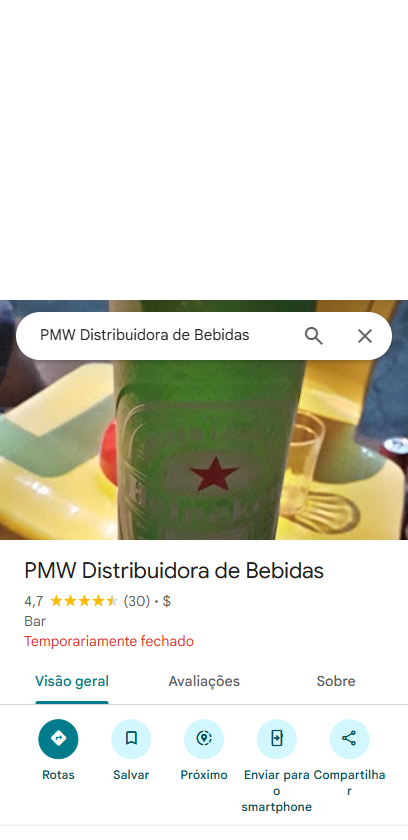 PMW Distribuidora de Bebidas
Heineken
PMW Distribuidora de Bebidas
4,7 (30) • $
Bar
Temporariamente fechado
Visão geral Avaliações Sobre
Rotas Salvar Próximo Enviar para o smartphone Compartilhar